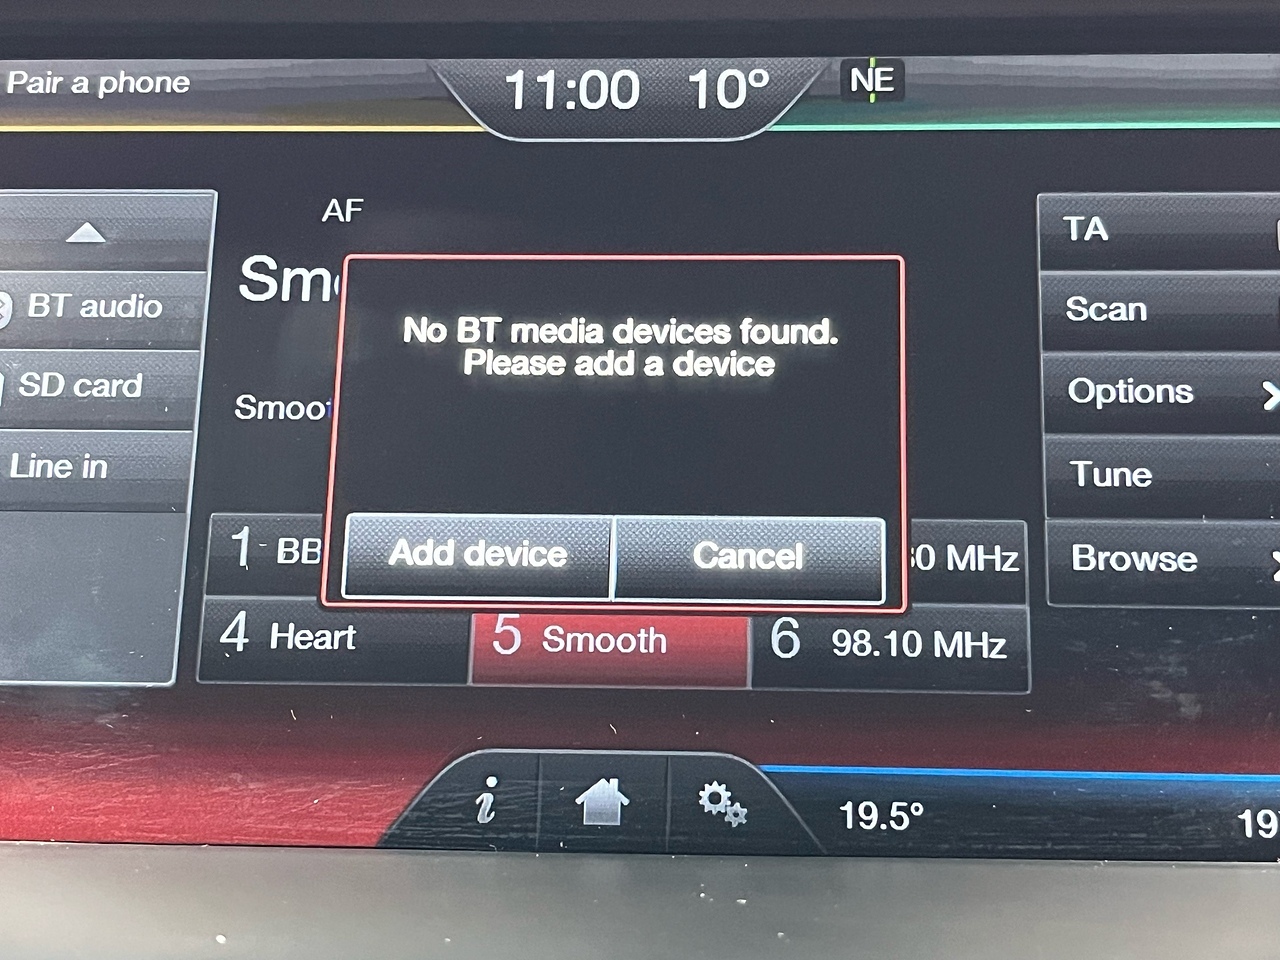 Pair a phone
11:00 10°
NE
AF
TA
BT audio
Scan
No BT media devices found.
Please add a device
SD card
Options
Line in
Tune
1
Add device
Cancel
MHz
Browse
4 Heart
5 Smooth
6 98.10 MHz
i
19.5°